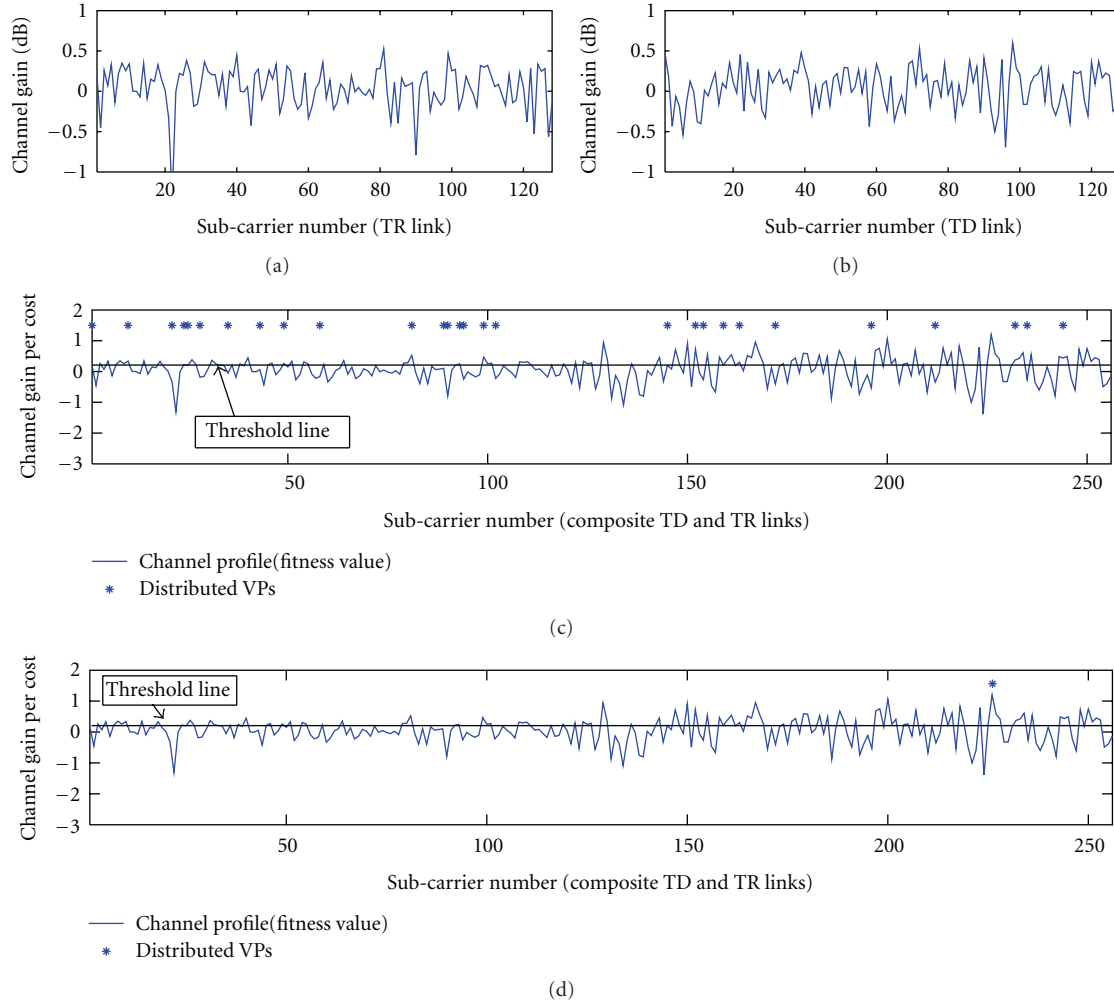 Channel gain (dB)
1
0.5
0
−0.5
−1
20 40 60 80 100 120
Sub-carrier number (TR link)
(a)
Channel gain (dB)
1
0.5
0
−0.5
−1
20 40 60 80 100 120
Sub-carrier number (TD link)
(b)
Channel gain per cost
2
1
0
−1
−2
−3
Threshold line
50 100 150 200 250
Sub-carrier number (composite TD and TR links)
Channel profile(fitness value)
Distributed VPs
(c)
Channel gain per cost
2
1
0
−1
−2
−3
Threshold line
50 100 150 200 250
Sub-carrier number (composite TD and TR links)
Channel profile(fitness value)
Distributed VPs
(d)